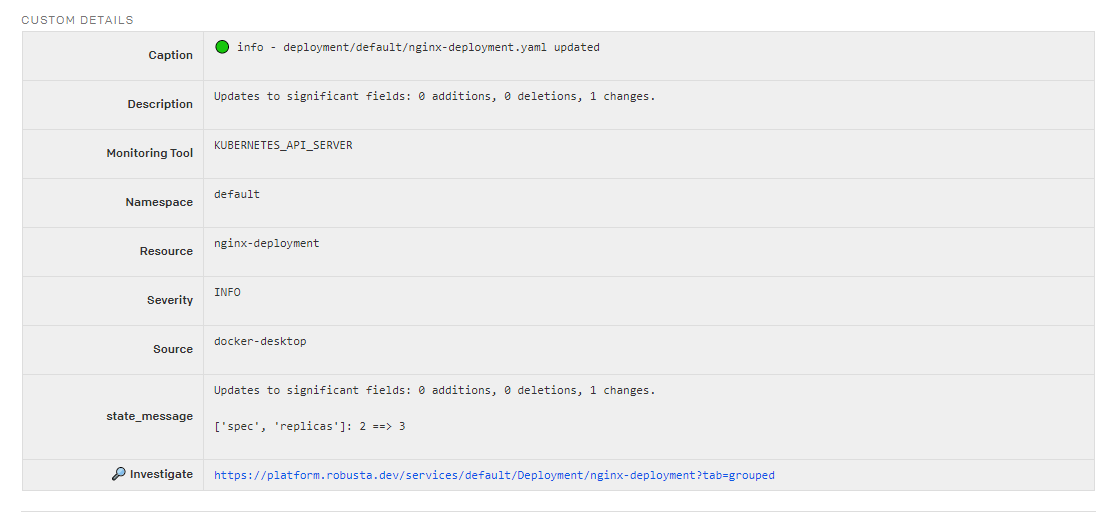 CUSTOM DETAILS
Caption
info - deployment/default/nginx-deployment.yaml updated
Description
Updates to significant fields: 0 additions, 0 deletions, 1 changes.
Monitoring Tool
KUBERNETES_API_SERVER
Namespace
default
Resource
nginx-deployment
Severity
INFO
Source
docker-desktop
state_message
Updates to significant fields: 0 additions, 0 deletions, 1 changes.
['spec', 'replicas']: 2 ==> 3
Investigate
https://platform.robusta.dev/services/default/Deployment/nginx-deployment?tab=grouped